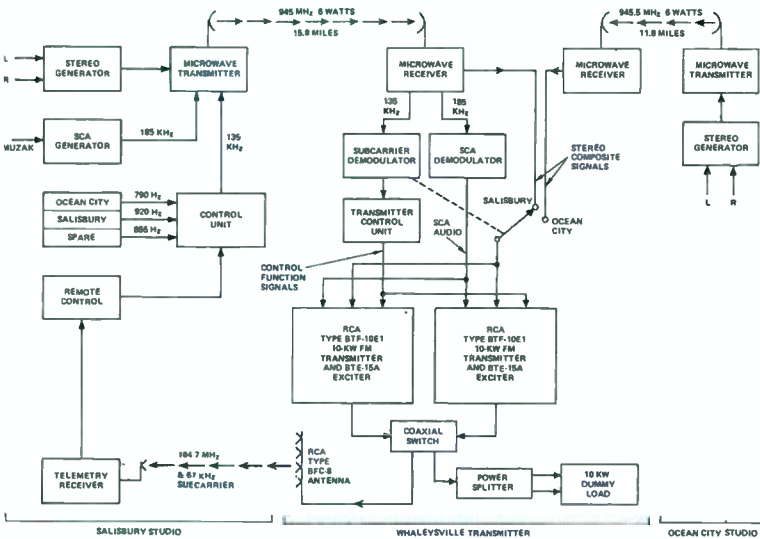 945 MHz 6 WATTS
15.8 MILES
945.5 MHz 6 WATTS
11.8 MILES
L
R
STEREO
GENERATOR
MICROWAVE
TRANSMITTER
MICROWAVE
RECEIVER
MICROWAVE
RECEIVER
MICROWAVE
TRANSMITTER
MUZAK
SCA
GENERATOR
185 KHz
135
KHz
135
KHz
185
KHz
SUBCARRIER
DEMODULATOR
SCA
DEMODULATOR
STEREO
COMPOSITE
SIGNALS
STEREO
GENERATOR
L
R
OCEAN CITY
790 Hz
SALISBURY
920 Hz
SPARE
CONTROL
UNIT
TRANSMITTER
CONTROL
UNIT
SCA
AUDIO
SALISBURY
OCEAN
CITY
REMOTE
CONTROL
CONTROL
FUNCTION
SIGNALS
RCA
TYPE BTF-10E1
10-KW FM
TRANSMITTER
AND BTE-15A
EXCITER
RCA
TYPE BTF-10E1
10-KW FM
TRANSMITTER
AND BTE-15A
EXCITER
COAXIAL
SWITCH
TELEMETRY
RECEIVER
104.7 MHz
& 67 KHz
SUECARRIER
RCA
TYPE
BFC-8
ANTENNA
POWER
SPLITTER
10 KW
DUMMY
LOAD
SALISBURY STUDIO
WHALEYSVILLE TRANSMITTER
OCEAN CITY STUDIO